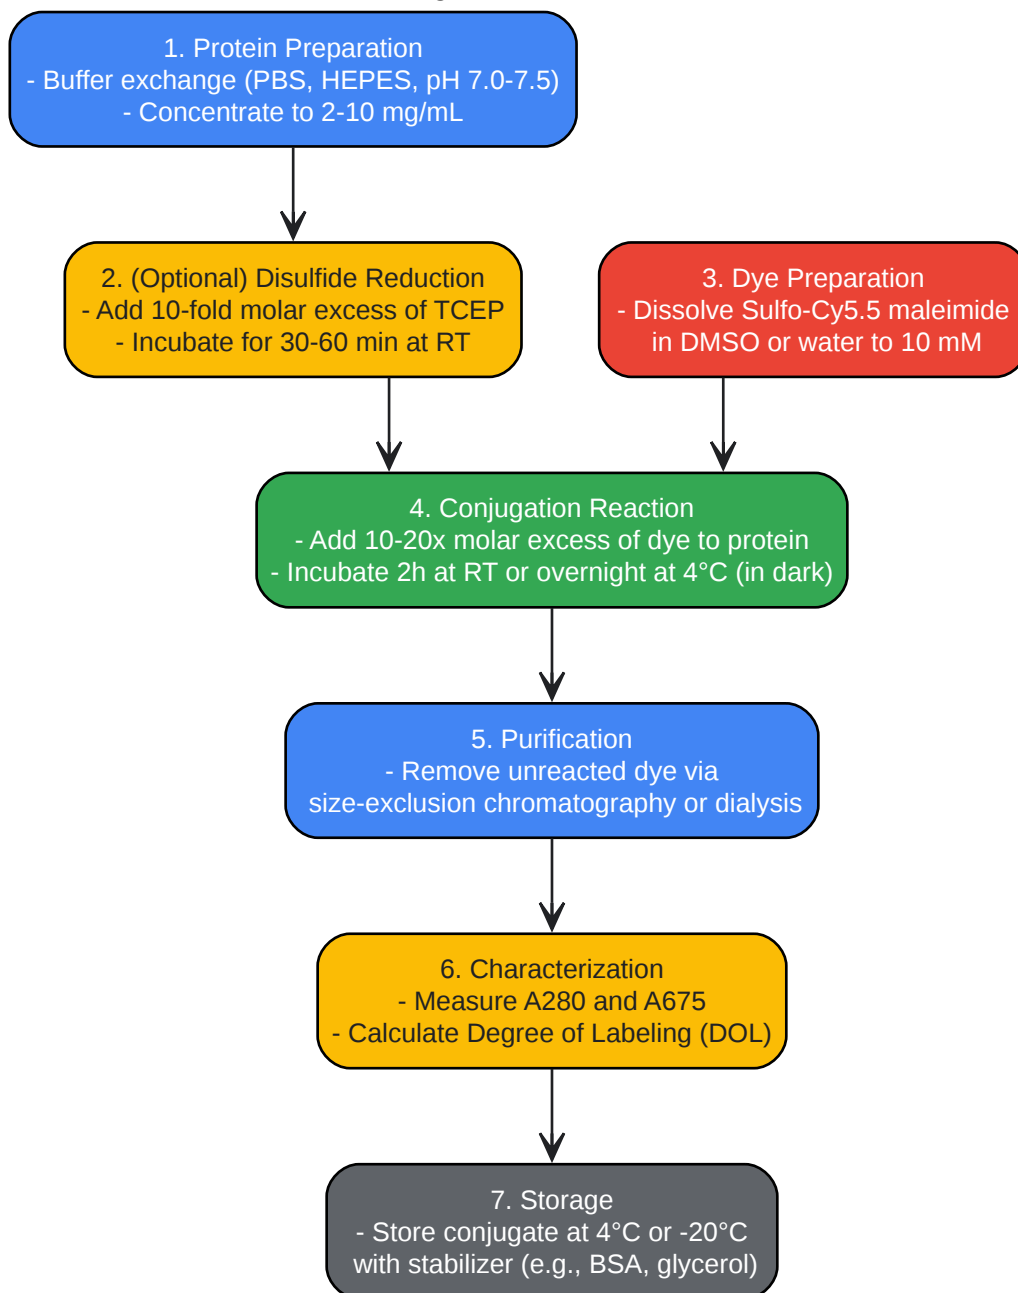 1. Protein Preparation
- Buffer exchange (PBS, HEPES, pH 7.0-7.5)
- Concentrate to 2-10 mg/mL
2. (Optional) Disulfide Reduction
- Add 10-fold molar excess of TCEP
- Incubate for 30-60 min at RT
3. Dye Preparation
- Dissolve Sulfo-Cy5.5 maleimide
in DMSO or water to 10 mM
4. Conjugation Reaction
- Add 10-20x molar excess of dye to protein
- Incubate 2h at RT or overnight at 4°C (in dark)
5. Purification
- Remove unreacted dye via
size-exclusion chromatography or dialysis
6. Characterization
- Measure A280 and A675
- Calculate Degree of Labeling (DOL)
7. Storage
- Store conjugate at 4°C or -20°C
with stabilizer (e.g., BSA, glycerol)